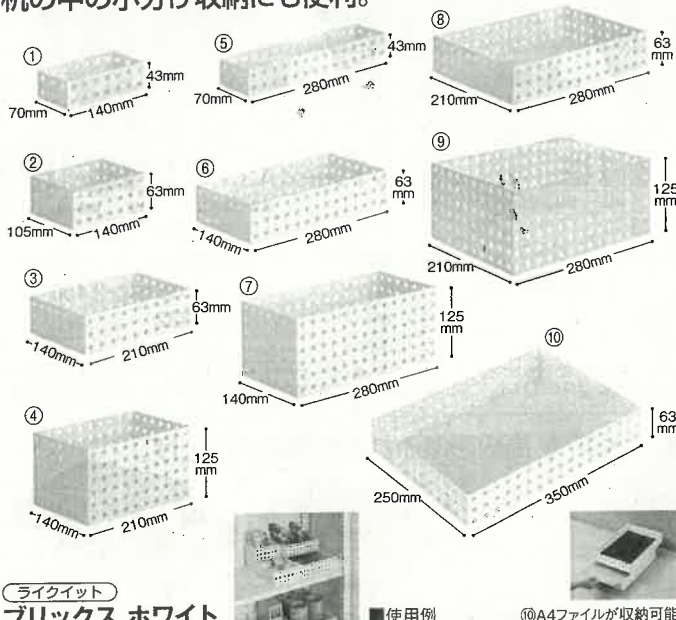 机の中の小分け収納にも便利。
①
43mm
70mm
140mm
⑤
43mm
70mm
280mm
⑧
63
mm
210mm
280mm
②
63mm
105mm
140mm
⑥
63
mm
140mm
280mm
⑨
125
mm
210mm
280mm
③
63mm
140mm
210mm
⑦
125
mm
140mm
280mm
④
125
mm
140mm
210mm
⑩
63
mm
250mm
350mm
ライクイット
ブリックス ホワイト
■使用例
⑩A4ファイルが収納可能